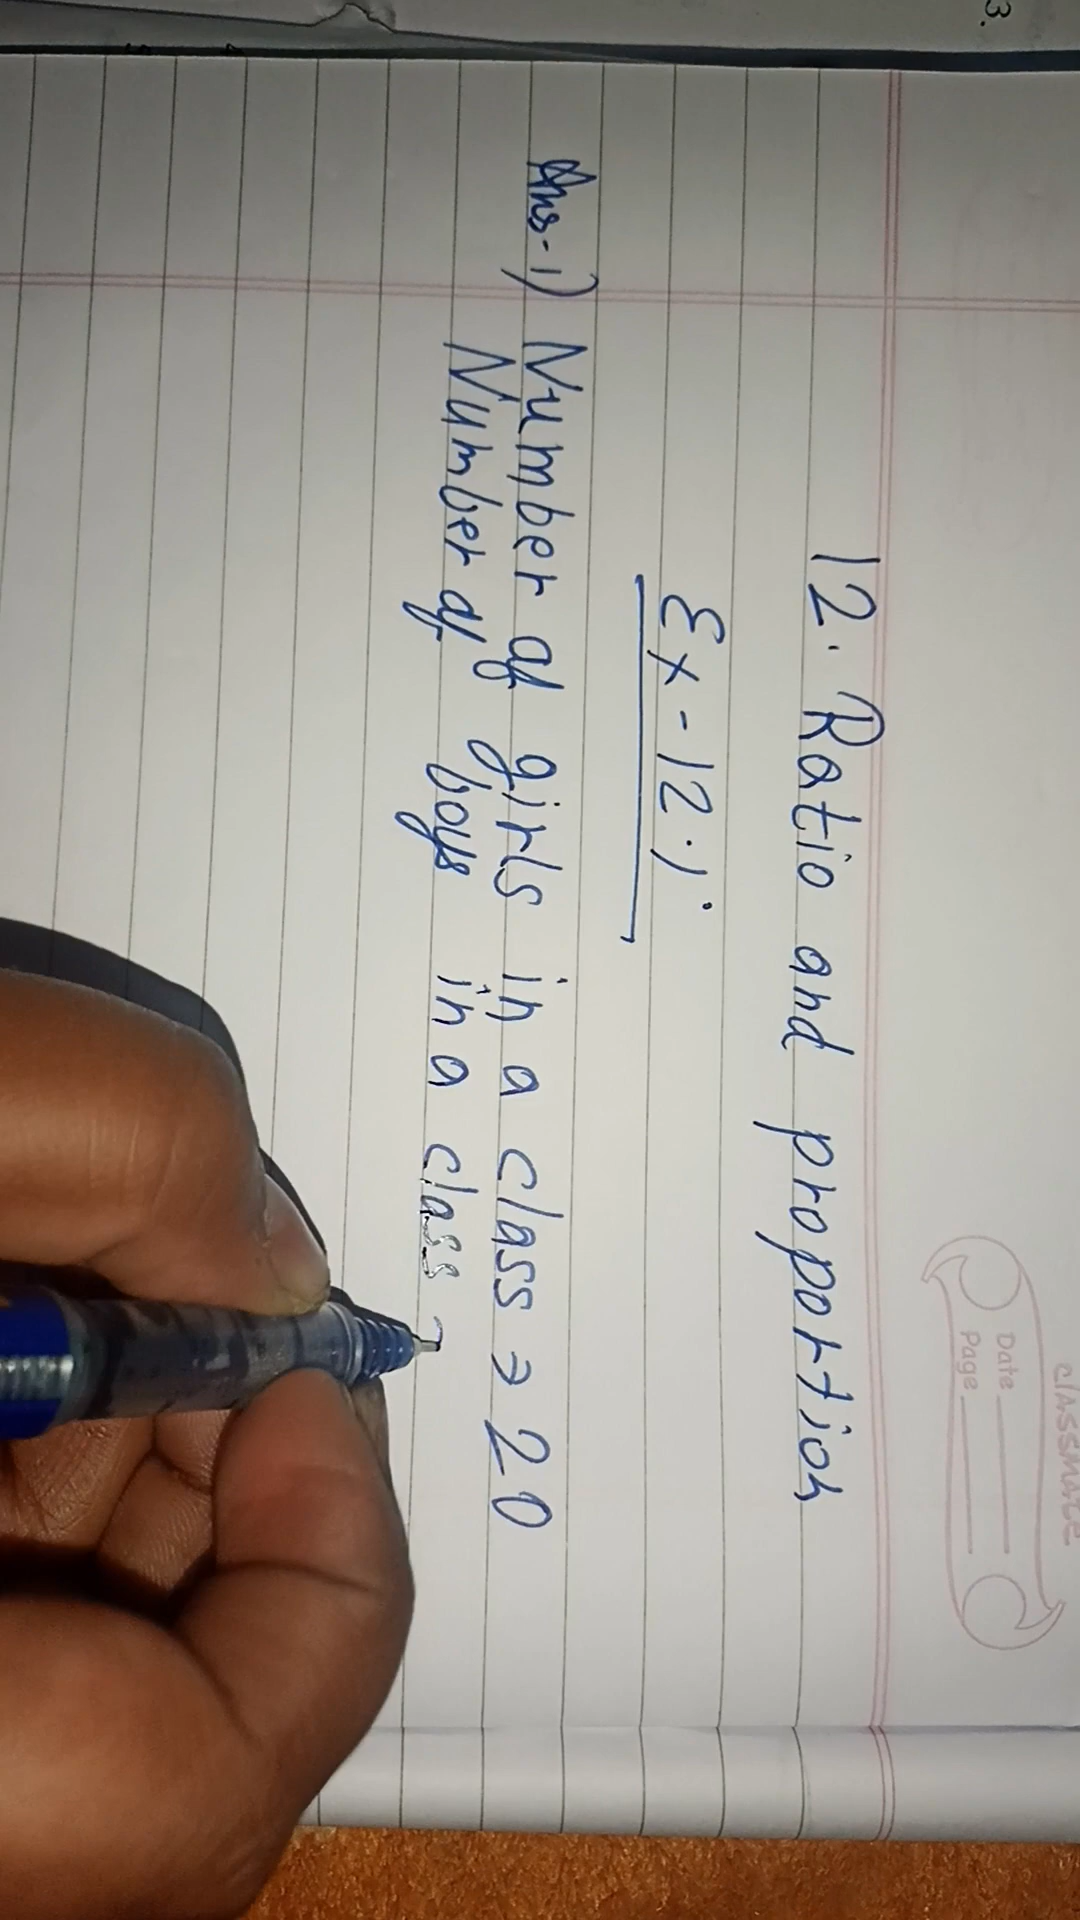 3.
classmate
Date
Page
12. Ratio and proportion
Ex-12.1
Ans-1) Number of girls in a class → 20
Number of boys in a class